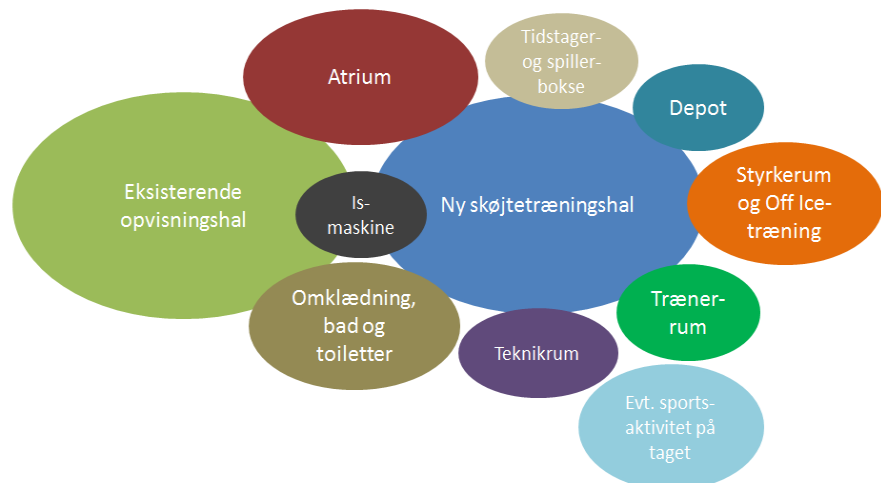 Atrium
Tidstager-
og spiller-
bokse
Depot
Eksisterende
opvisningshal
Is-
maskine
Ny skøjtetræningshal
Styrkerum
og Off Ice-
træning
Omklædning,
bad og
toiletter
Teknikrum
Træner-
rum
Evt. sports-
aktivitet på
taget